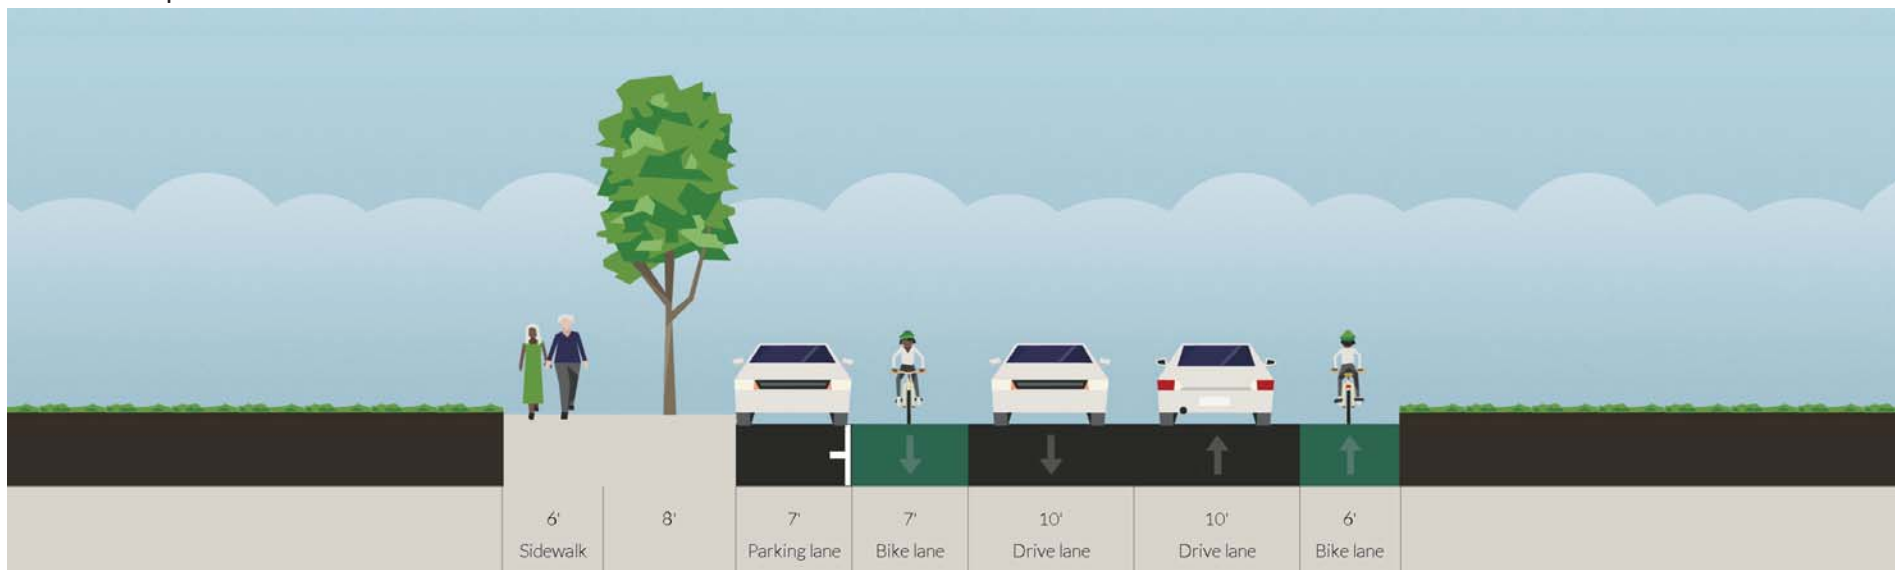 6'
Sidewalk
8'
7'
Parking lane
7'
Bike lane
10'
Drive lane
10'
Drive lane
6'
Bike lane